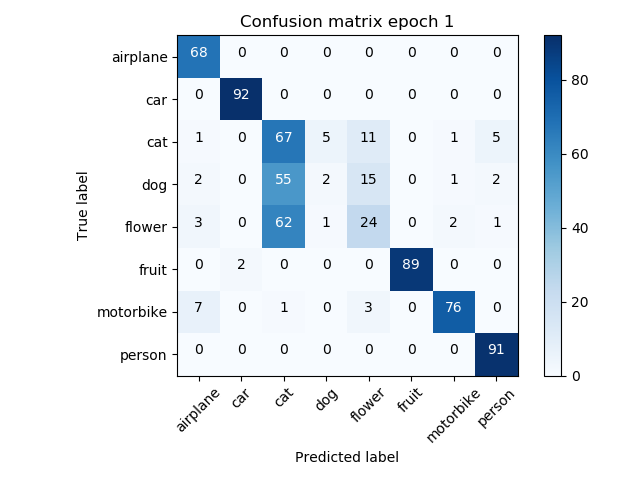 Confusion matrix epoch 1
airplane 68 0 0 0 0 0 0 0
car 0 92 0 0 0 0 0 0
cat 1 0 67 5 11 0 1 5
dog 2 0 55 2 15 0 1 2
flower 3 0 62 1 24 0 2 1
fruit 0 2 0 0 0 89 0 0
motorbike 7 0 1 0 3 0 76 0
person 0 0 0 0 0 0 0 91
airplane car cat dog flower fruit motorbike person
Predicted label
True label
80
60
40
20
0